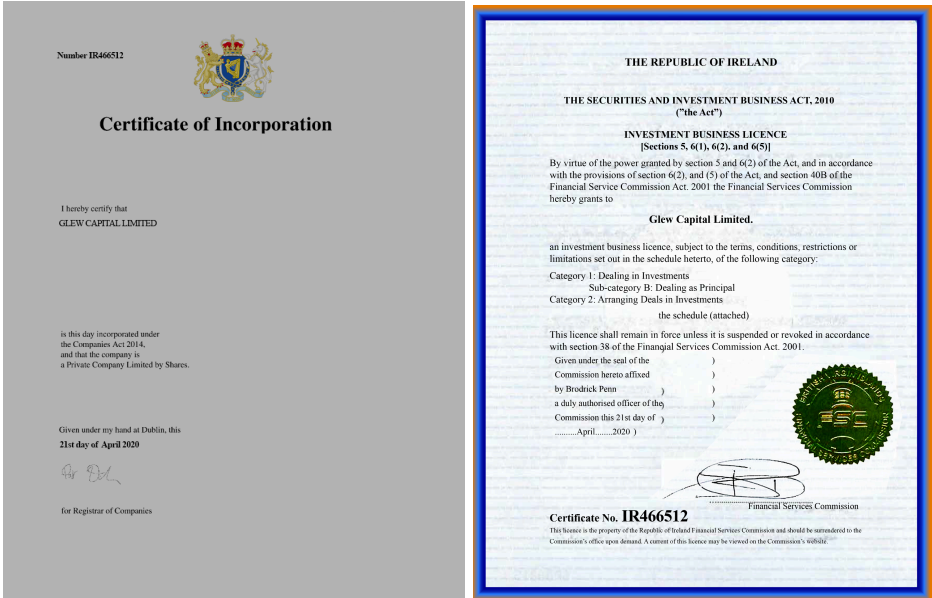 Number IR466512
Certificate of Incorporation
I hereby certify that
GLEW CAPITAL LIMITED
is this day incorporated under
the Companies Act 2014,
and that the company is
a Private Company Limited by Shares.
Given under my hand at Dublin, this
21st day of April 2020
for Registrar of Companies
THE REPUBLIC OF IRELAND
THE SECURITIES AND INVESTMENT BUSINESS ACT, 2010
("the Act")
INVESTMENT BUSINESS LICENCE
[Sections 5, 6(1), 6(2). and 6(5)]
By virtue of the power granted by section 5 and 6(2) of the Act, and in accordance
with the provisions of section 6(2), and (5) of the Act, and section 40B of the
Financial Service Commission Act. 2001 the Financial Services Commission
hereby grants to
Glew Capital Limited.
an investment business licence, subject to the terms, conditions, restrictions or
limitations set out in the schedule heterto, of the following category:
Category 1: Dealing in Investments
Sub-category B: Dealing as Principal
Category 2: Arranging Deals in Investments
the schedule (attached)
This licence shall remain in force unless it is suspended or revoked in accordance
with section 38 of the Financial Services Commission Act. 2001.
Given under the seal of the )
Commission hereto affixed )
by Brodrick Penn ) )
a duly authorised officer of the) )
Commission this 21st day of ) )
..........April........2020 )
BRITISH VIRGIN
FSC
Financial Services Commission
Certificate No. IR466512
This licence is the property of the Republic of Ireland Financial Services Commission and should be surrendered to the
Commission's office upon demand. A current of this licence may be viewed on the Commission's website.